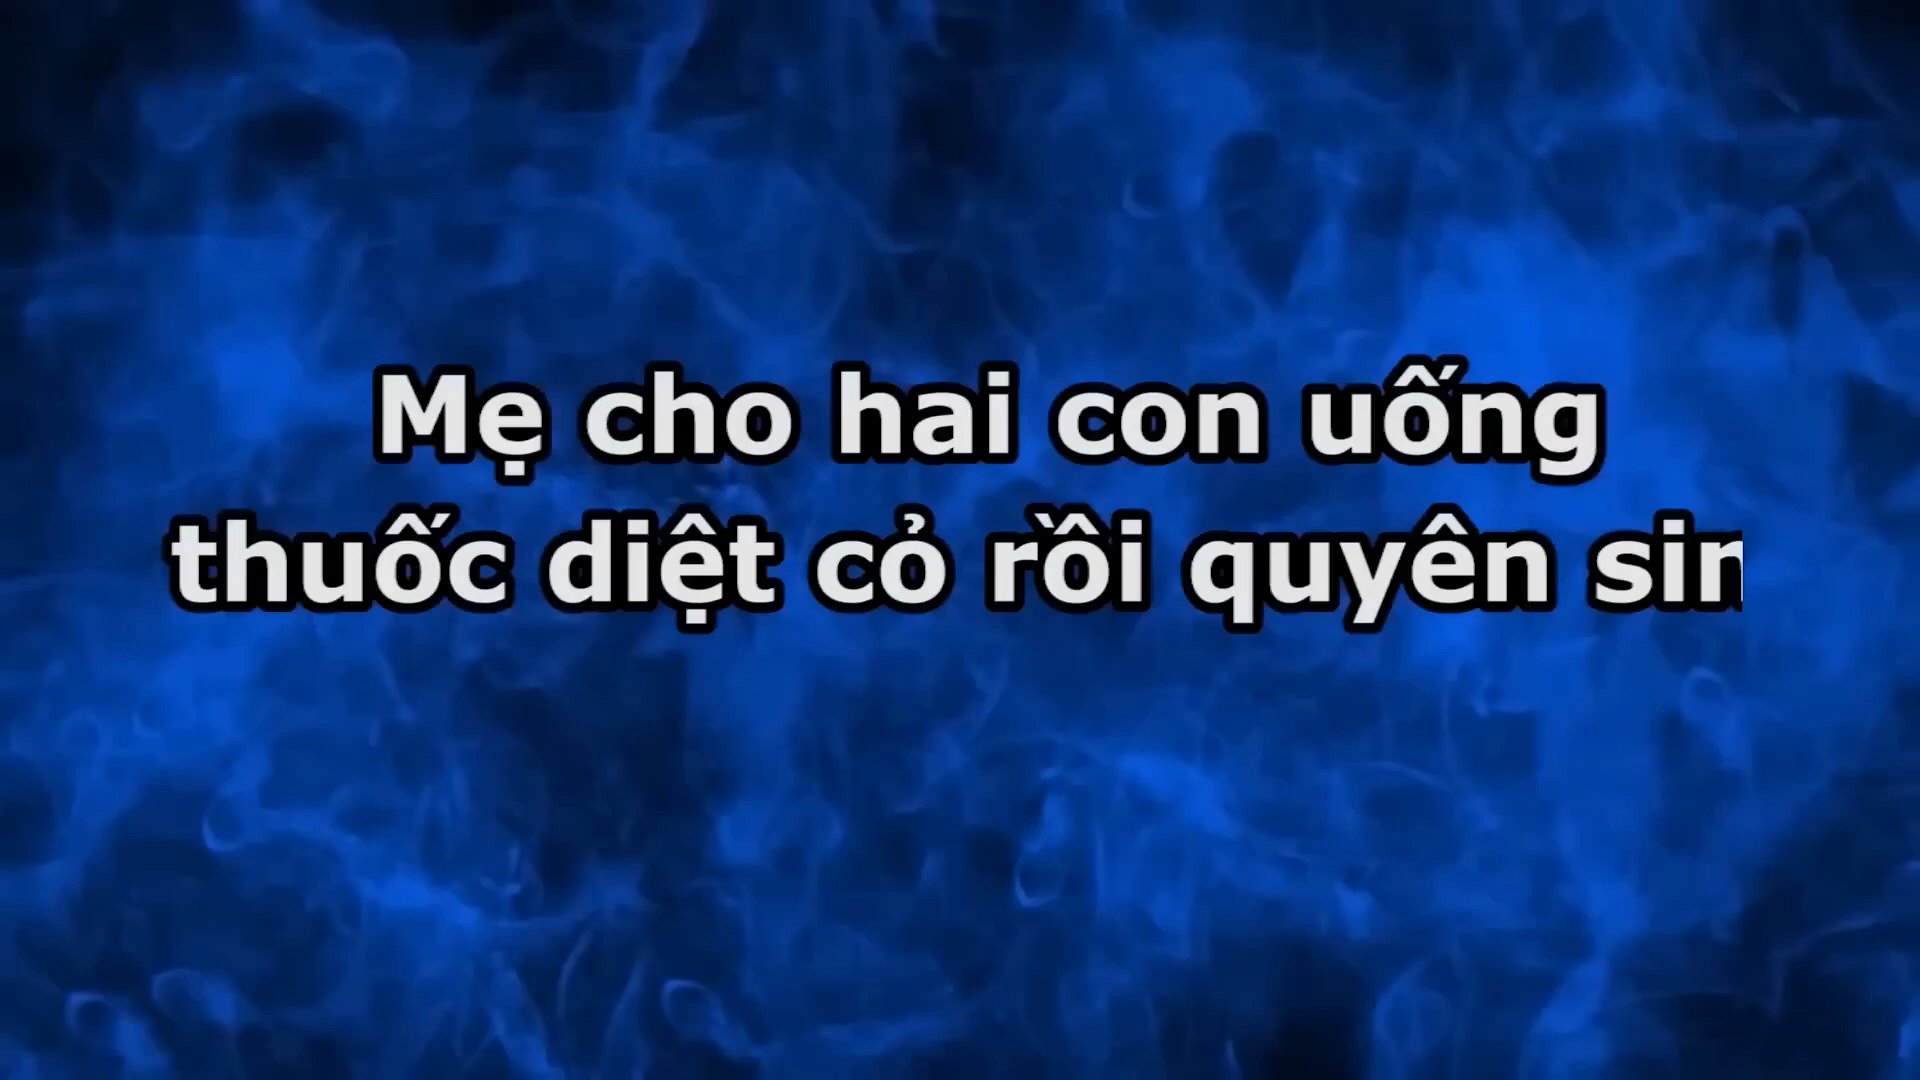 Mẹ cho hai con uống
thuốc diệt cỏ rồi quyên sin